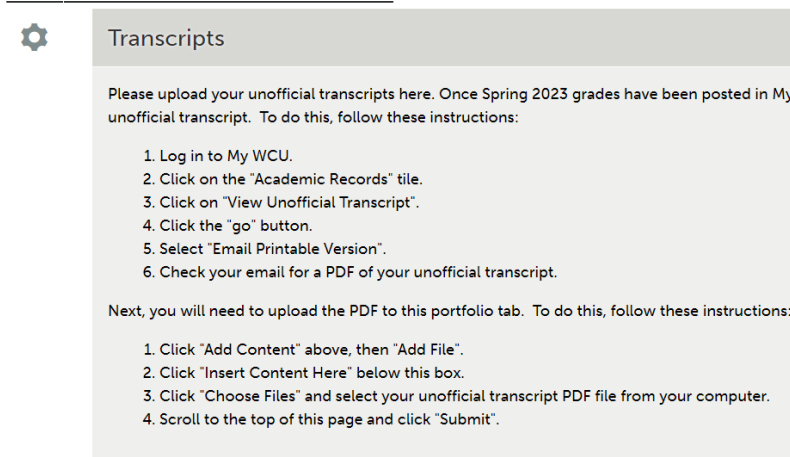 Transcripts
Please upload your unofficial transcripts here. Once Spring 2023 grades have been posted in My
unofficial transcript. To do this, follow these instructions:
1. Log in to My WCU.
2. Click on the "Academic Records" tile.
3. Click on "View Unofficial Transcript".
4. Click the "go" button.
5. Select "Email Printable Version".
6. Check your email for a PDF of your unofficial transcript.
Next, you will need to upload the PDF to this portfolio tab. To do this, follow these instructions:
1. Click "Add Content" above, then "Add File".
2. Click "Insert Content Here" below this box.
3. Click "Choose Files" and select your unofficial transcript PDF file from your computer.
4. Scroll to the top of this page and click "Submit".